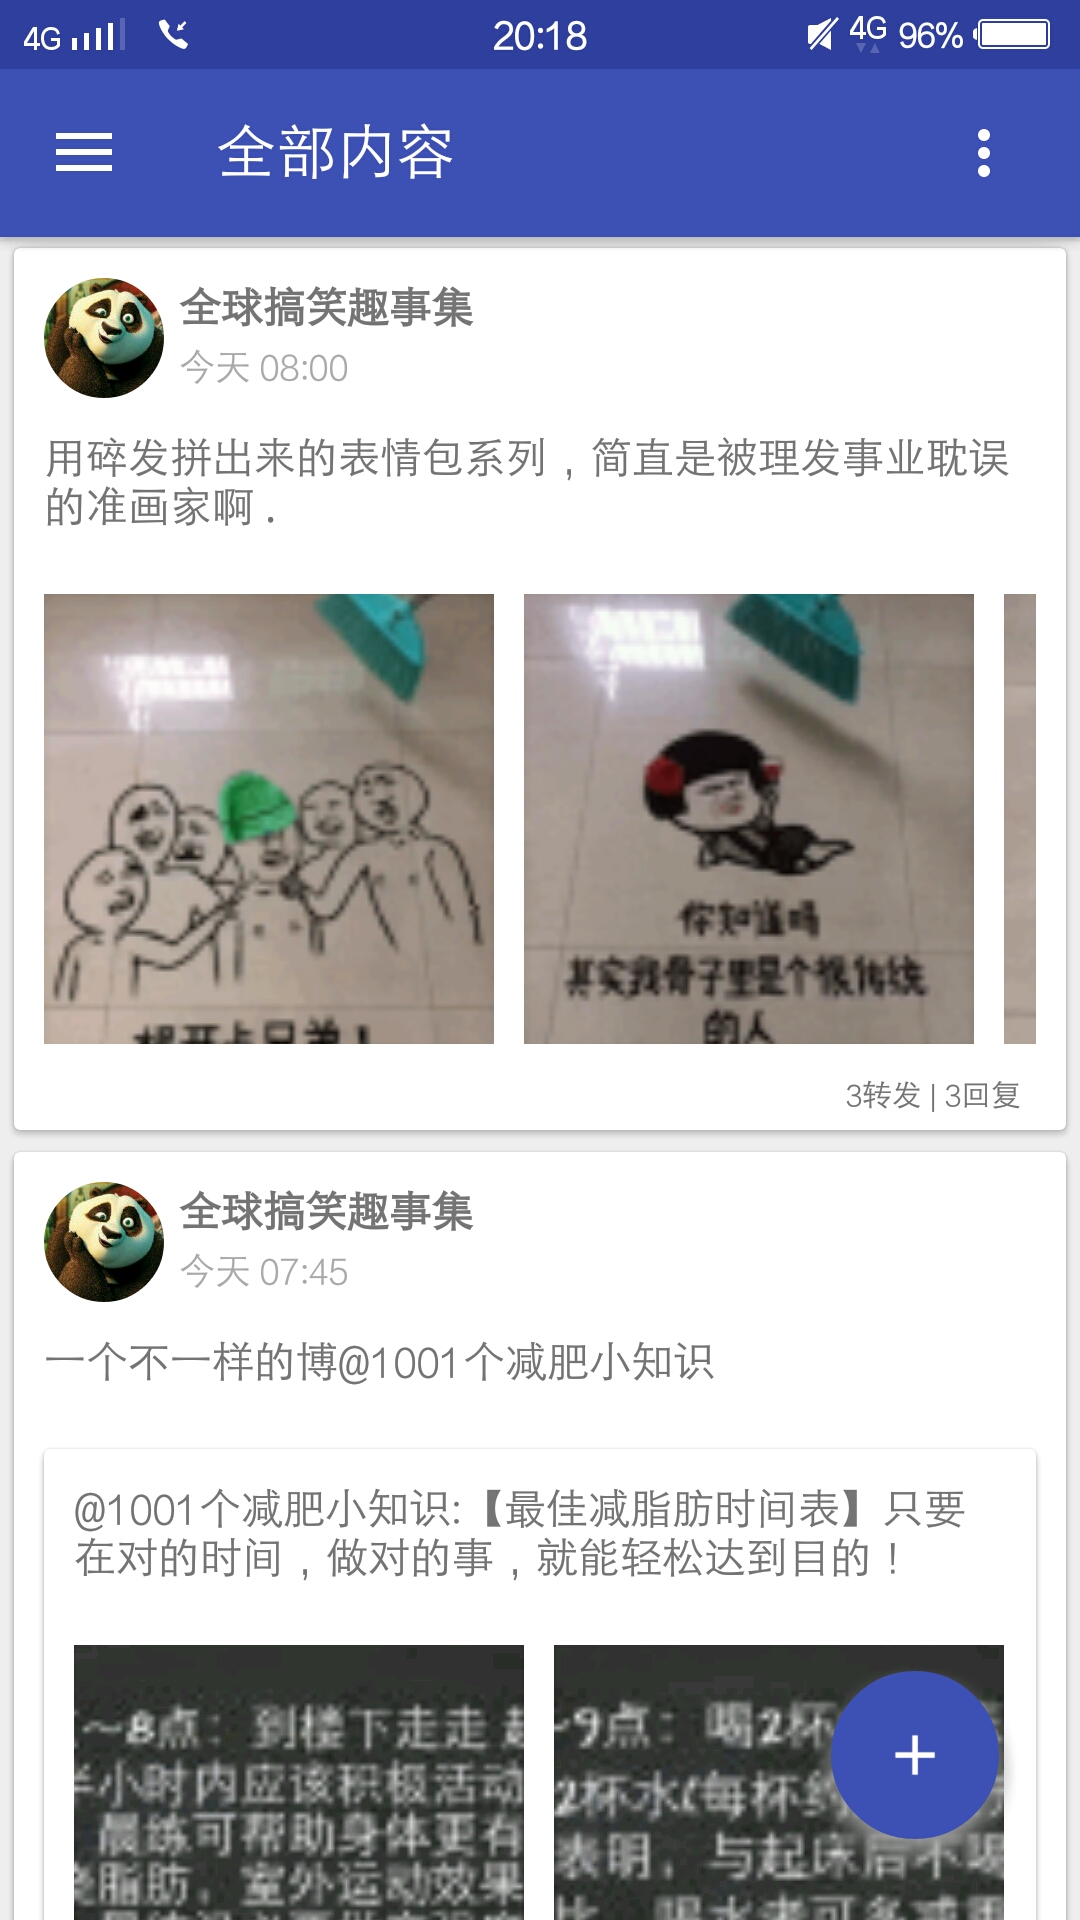 4G 20:18 4G 96%
全部内容
全球搞笑趣事集
今天 08:00
用碎发拼出来的表情包系列，简直是被理发事业耽误
的准画家啊 .
你知道吗
其实我骨子里是个很传统
的人
3转发 | 3回复
全球搞笑趣事集
今天 07:45
一个不一样的博@1001个减肥小知识
@1001个减肥小知识:【最佳减脂肪时间表】只要
在对的时间，做对的事，就能轻松达到目的！
～8点：到楼下走走
小时内应该积极活动
晨练可帮助身体更有
脂肪，室外运动效果
~9点：喝2杯
2杯水(每杯约
表明，与起床后不喝